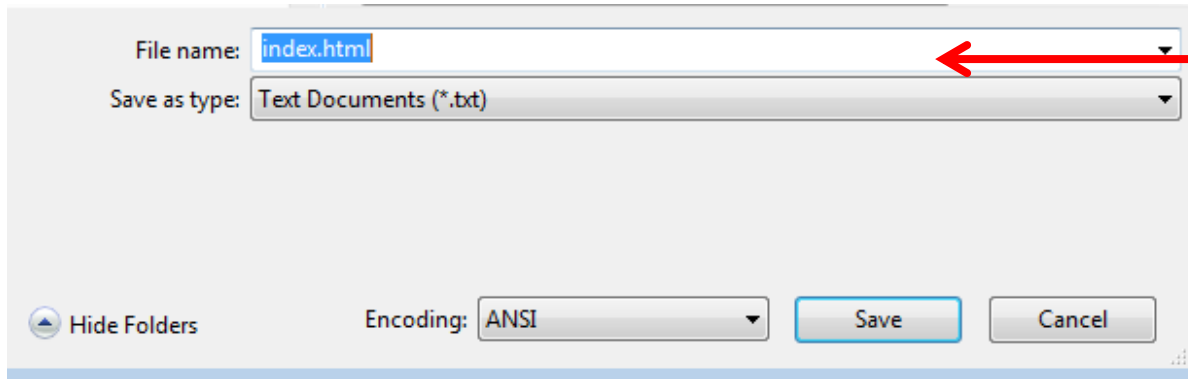 File name: index.html
Save as type: Text Documents (*.txt)
Hide Folders Encoding: ANSI Save Cancel